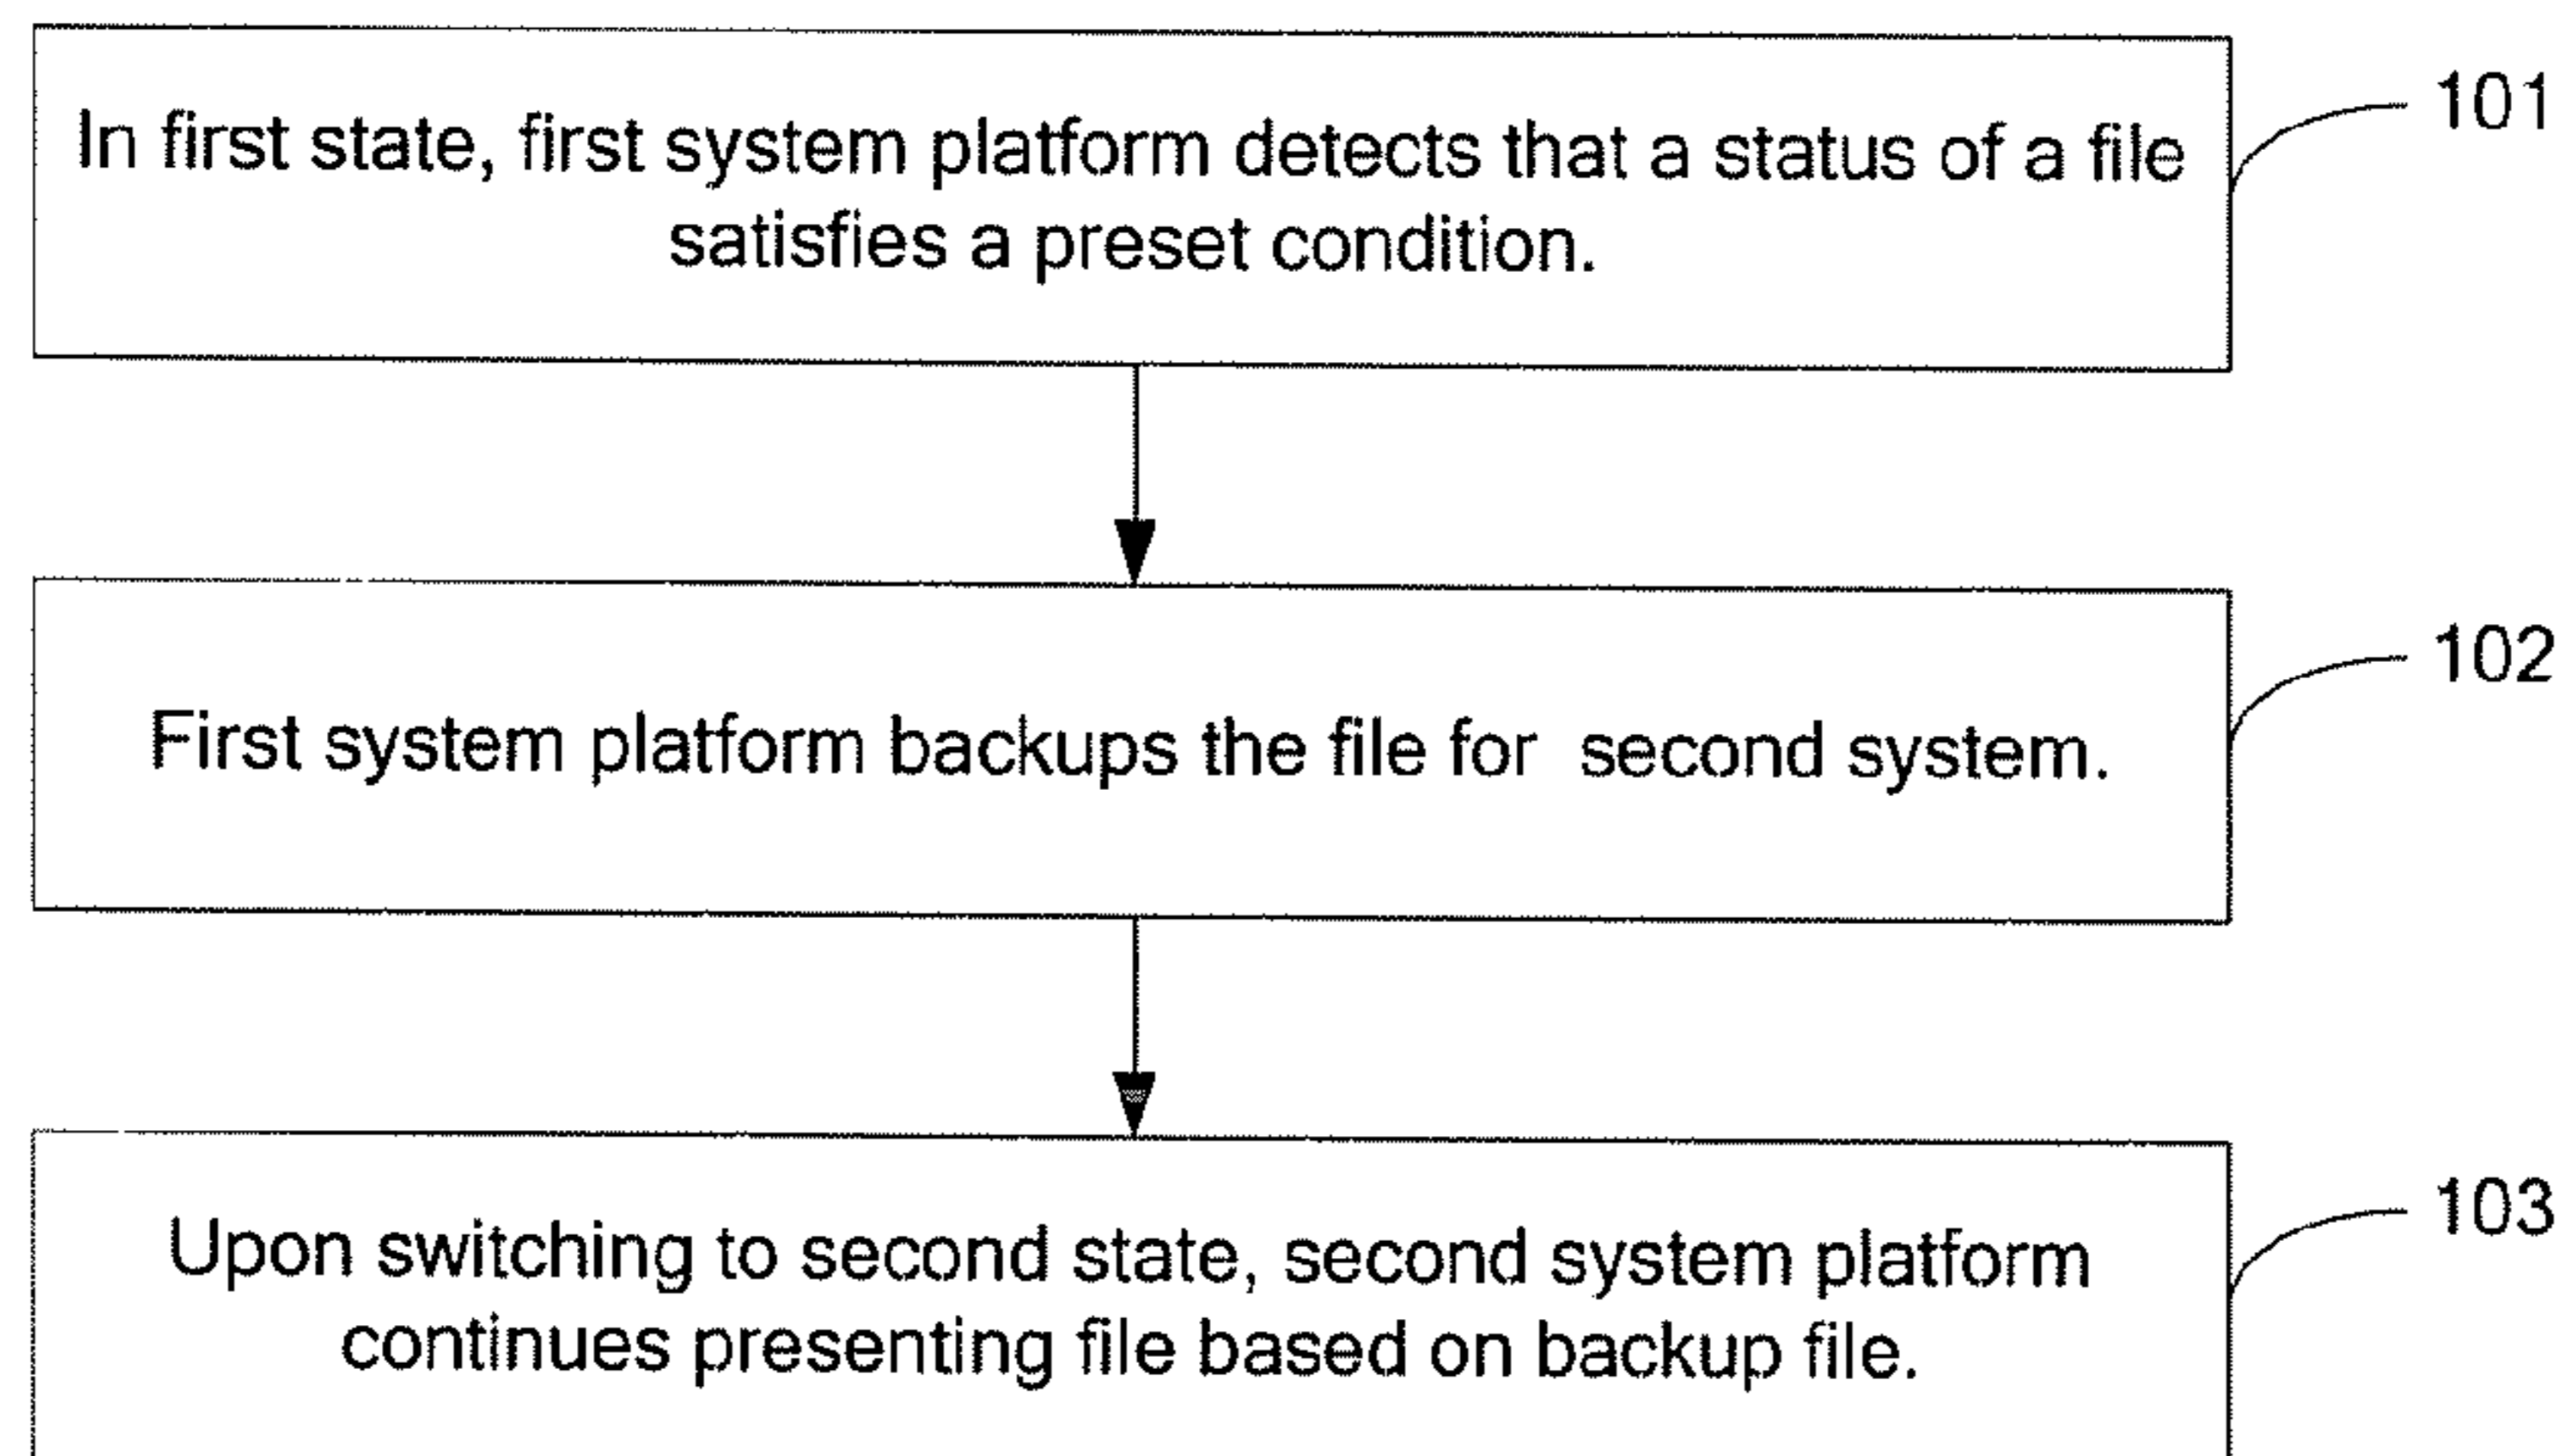 In first state, first system platform detects that a status of a file
satisfies a preset condition.
101
First system platform backups the file for second system.
102
Upon switching to second state, second system platform
continues presenting file based on backup file.
103